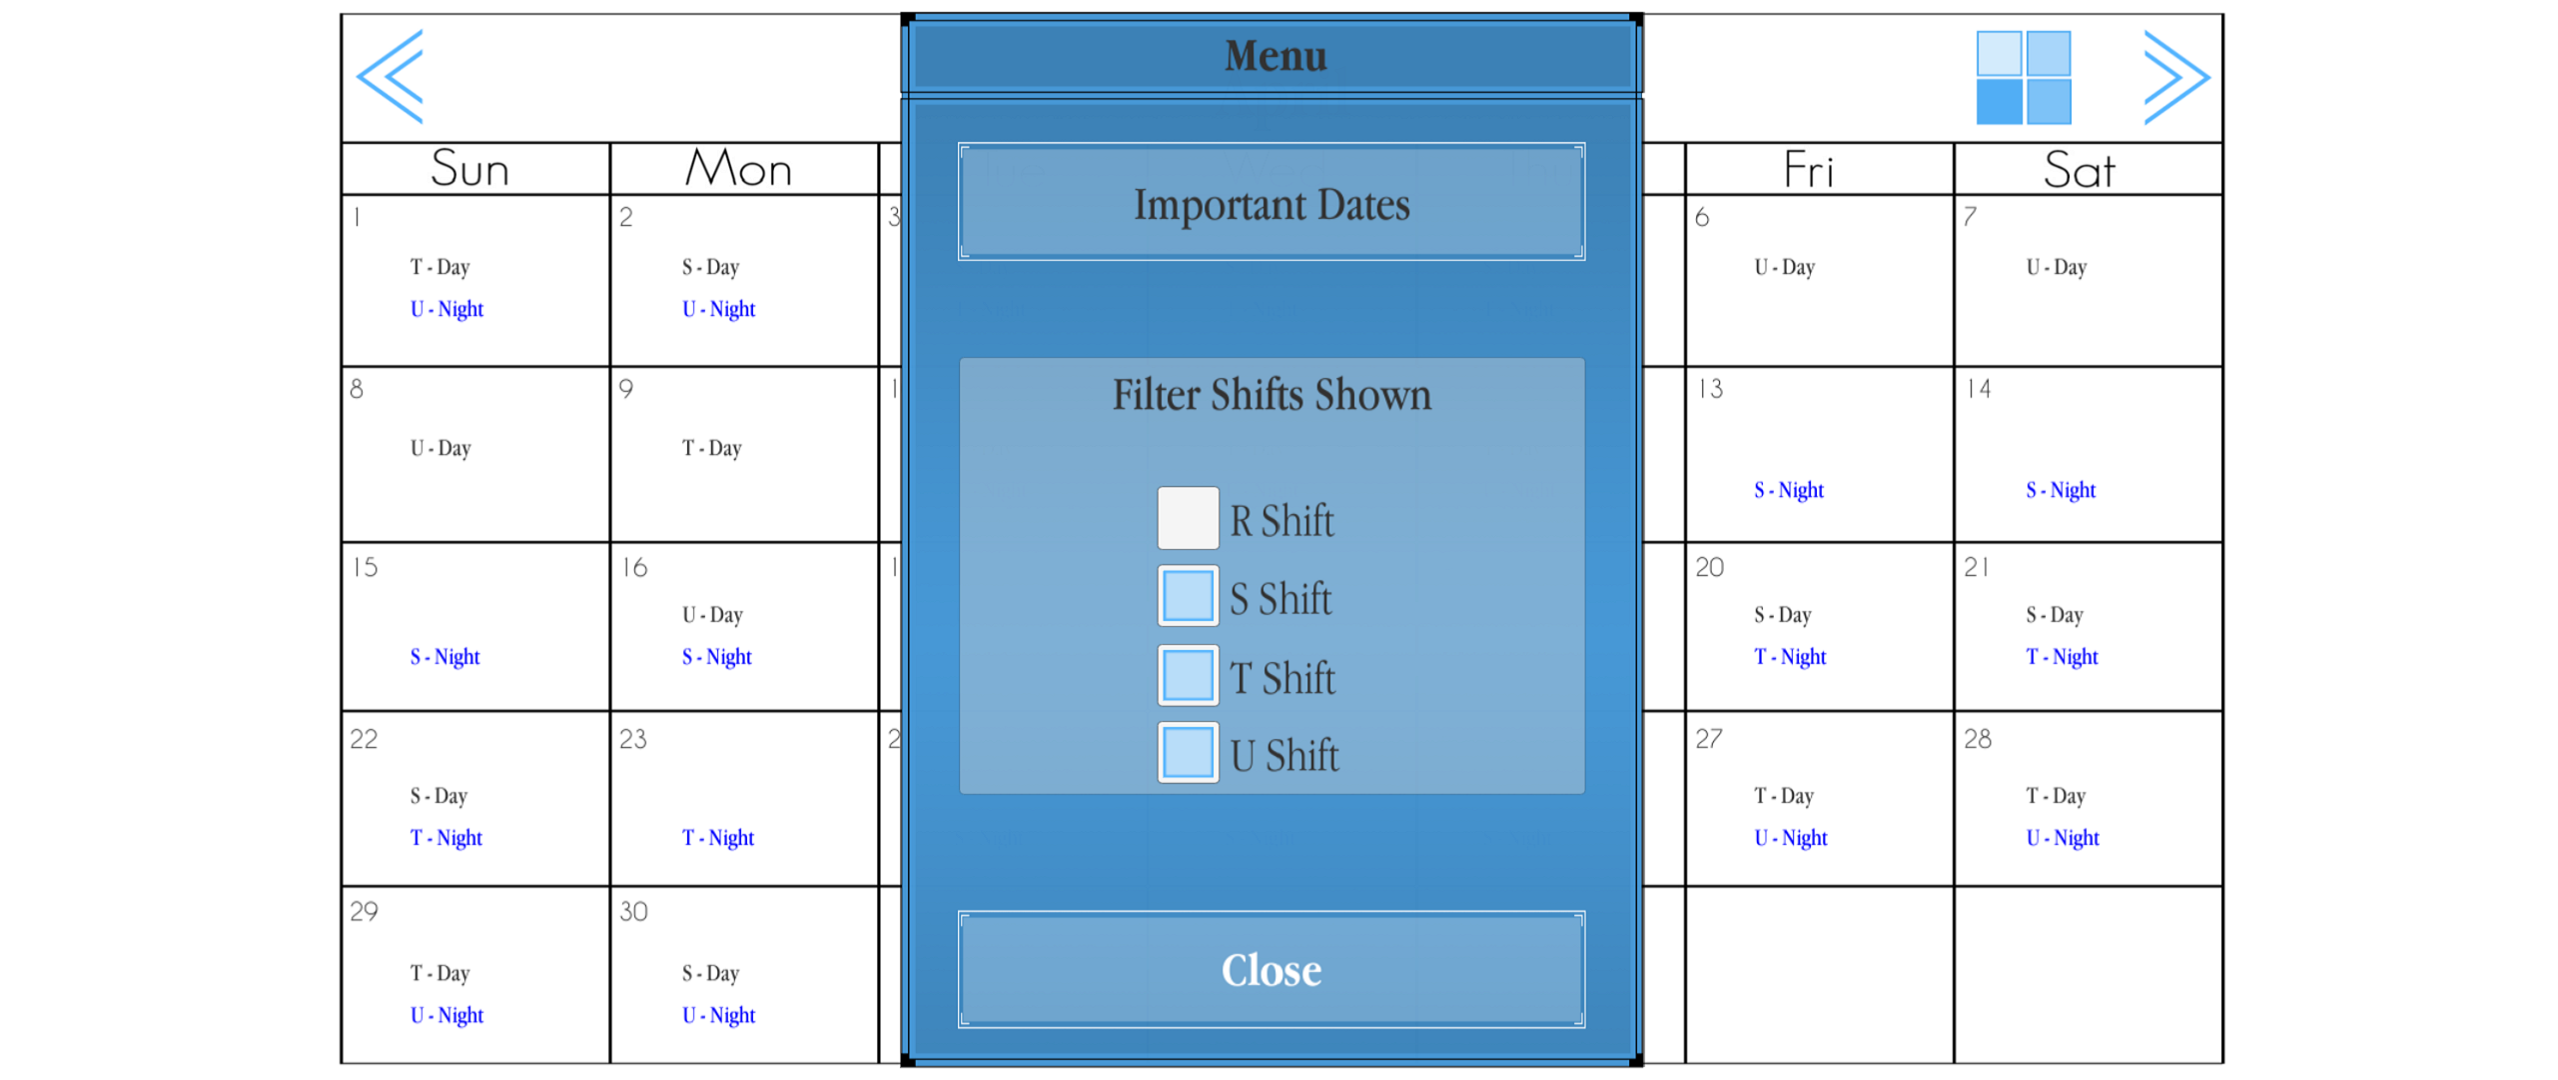 Menu
Sun Mon Fri Sat
Important Dates
1 2 3 6 7
T - Day S - Day U - Day U - Day
U - Night U - Night
Filter Shifts Shown
8 9 1 13 14
U - Day T - Day
S - Night S - Night
R Shift
S Shift
15 16 1 20 21
U - Day S - Day S - Day
S - Night S - Night T - Night T - Night
T Shift
U Shift
22 23 2 27 28
S - Day T - Day T - Day
T - Night T - Night U - Night U - Night
29 30
T - Day S - Day
U - Night U - Night
Close